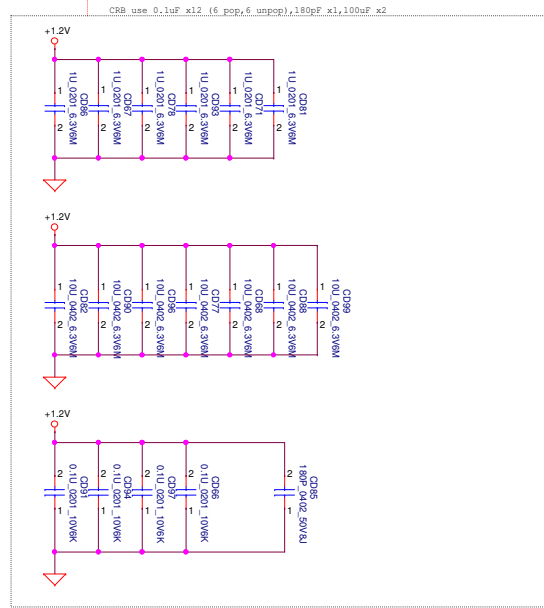 CRB use 0.1uF x12 (6 pop,6 unpop),180pF x1,100uF x2
+1.2V
1 1 1 1 1 1
CD86 CD67 CD78 CD93 CD71 CD81
1U_0201_6.3V6M 1U_0201_6.3V6M 1U_0201_6.3V6M 1U_0201_6.3V6M 1U_0201_6.3V6M 1U_0201_6.3V6M
2 2 2 2 2 2
+1.2V
1 1 1 1 1 1 1
CD82 CD90 CD96 CD77 CD68 CD88 CD99
10U_0402_6.3V6M 10U_0402_6.3V6M 10U_0402_6.3V6M 10U_0402_6.3V6M 10U_0402_6.3V6M 10U_0402_6.3V6M 10U_0402_6.3V6M
2 2 2 2 2 2 2
+1.2V
2 2 2 2 2
CD91 CD94 CD97 CD66 CD85
0.1U_0201_10V6K 0.1U_0201_10V6K 0.1U_0201_10V6K 0.1U_0201_10V6K 180P_0402_50V8J
1 1 1 1 1